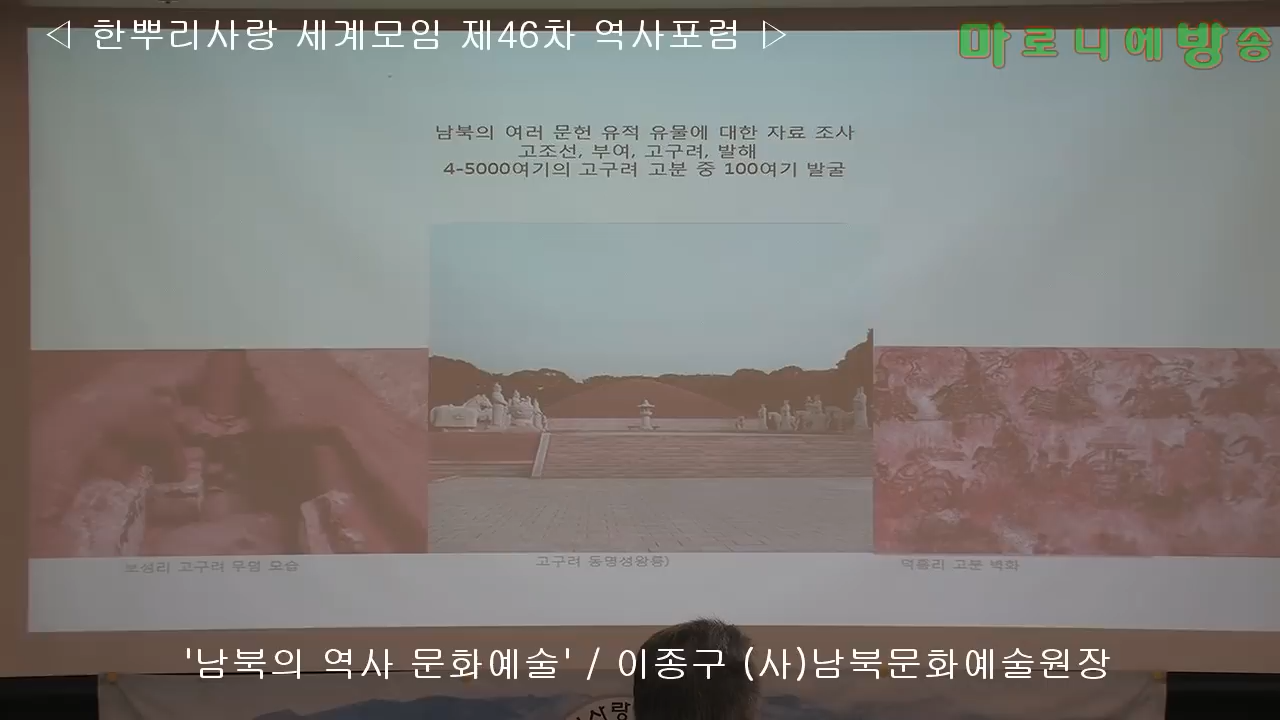 ◁ 한뿌리사랑 세계모임 제46차 역사포럼 ▷
마로니에방송
남북의 여러 문헌 유적 유물에 대한 자료 조사
고조선, 부여, 고구려, 발해
4-5000여기의 고구려 고분 중 100여기 발굴
보성리 고구려 무덤 모습
고구려 동명성왕릉)
덕흥리 고분 벽화
'남북의 역사 문화예술' / 이종구 (사)남북문화예술원장
사랑